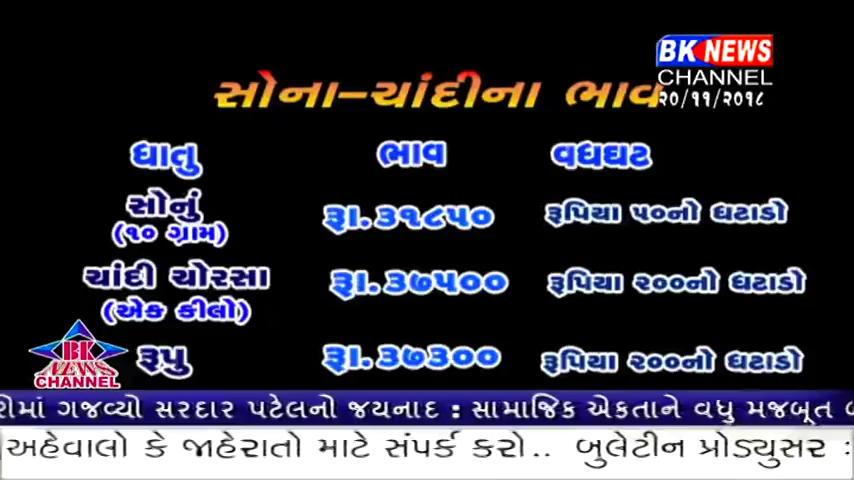 BK NEWS
CHANNEL
૨૦/૧૧/૨૦૧૮
સોના-ચાંદીના ભાવ
ધાતુ ભાવ વધઘટ
સોનું રૂા.૩૧૮૫૦ રૂપિયા ૫૦નો ઘટાડો
(૧૦ ગ્રામ)
ચાંદી ચોરસા રૂા.૩૭૫૦૦ રૂપિયા ૨૦૦નો ઘટાડો
(એક કીલો)
રૂપુ રૂા.૩૭૩૦૦ રૂપિયા ૨૦૦નો ઘટાડો
BK
NEWS
CHANNEL
ગજવ્યો સરદાર પટેલનો જયનાદ : સામાજિક એકતાને વધુ મજબૂત
અહેવાલો કે જાહેરાતો માટે સંપર્ક કરો.. બુલેટીન પ્રોડ્યુસર :